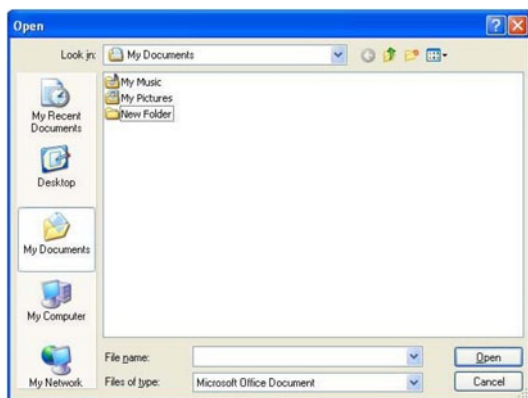 Open
Look in:
My Documents
My Music
My Pictures
New Folder
My Recent
Documents
Desktop
My Documents
My Computer
My Network
File name:
Open
Files of type:
Microsoft Office Document
Cancel